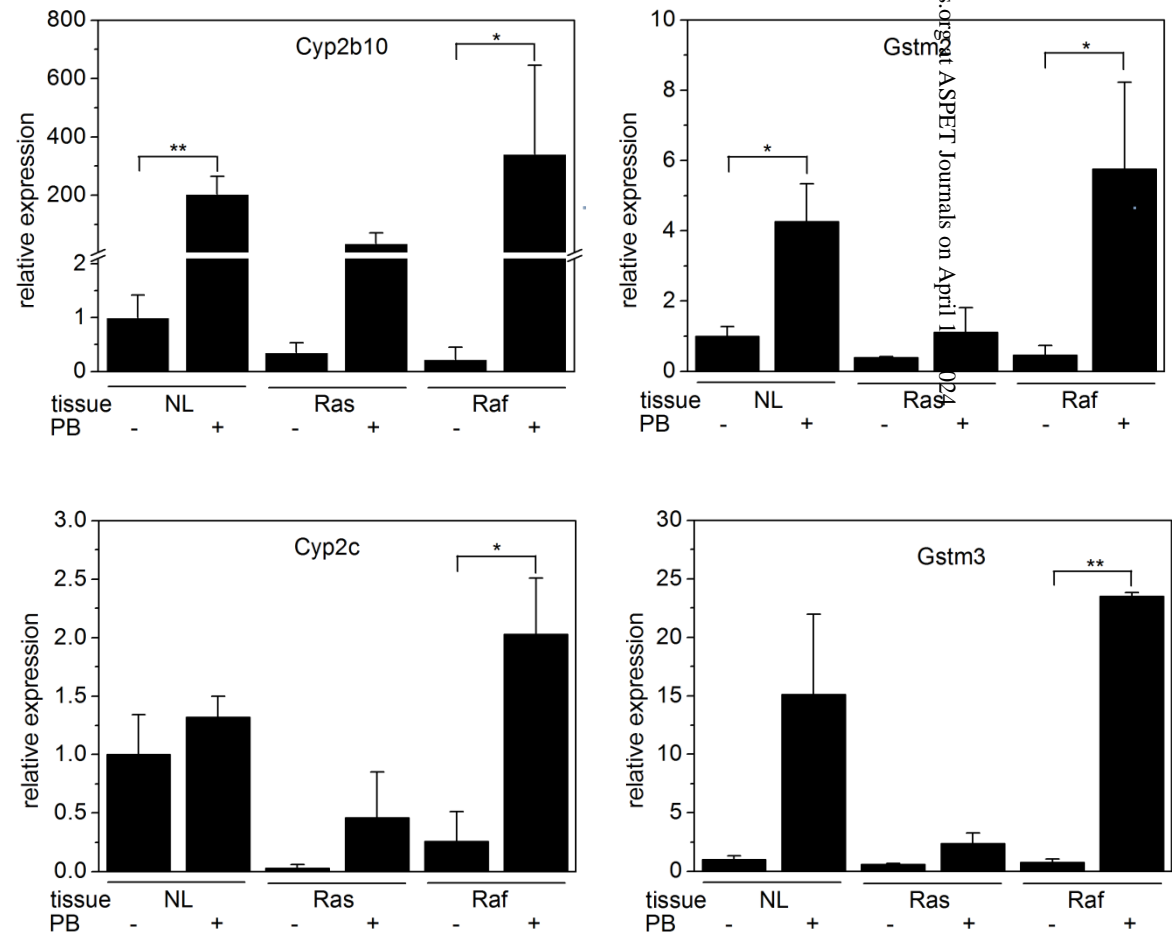 800
600
400
200
2
1
0
relative expression
Cyp2b10
**
*
tissue NL Ras Raf
PB - + - + - +
10
8
6
4
2
0
relative expression
*
*
tissue NL Ras Raf
PB - + - + - +
s.org at ASPET Journals on April 1
024
3.0
2.5
2.0
1.5
1.0
0.5
0.0
relative expression
Cyp2c
*
tissue NL Ras Raf
PB - + - + - +
30
25
20
15
10
5
0
relative expression
Gstm3
**
tissue NL Ras Raf
PB - + - + - +